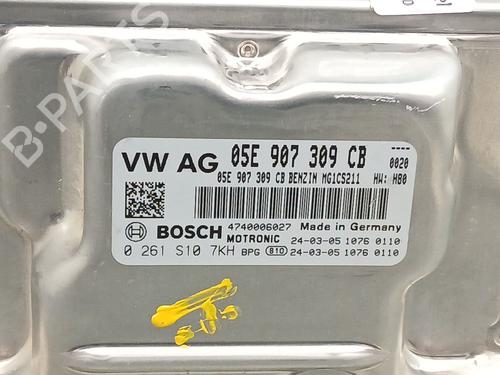 VW AG 05E 907 309 CB ----
0020
05E 907 309 CB BENZIN MG1CS211 HW: H80
BOSCH 4740006027 Made in Germany
MOTRONIC 24-03-05 1076 0110
0 261 S10 7KH BPG 810 24-03-05 1076 0110
B-PARTS